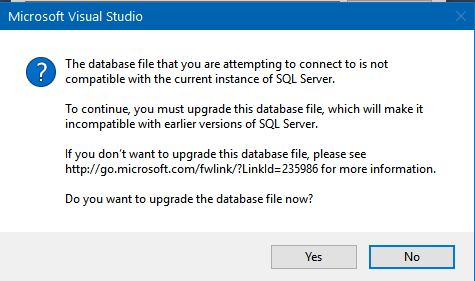 Microsoft Visual Studio
The database file that you are attempting to connect to is not
compatible with the current instance of SQL Server.
To continue, you must upgrade this database file, which will make it
incompatible with earlier versions of SQL Server.
If you don't want to upgrade this database file, please see
http://go.microsoft.com/fwlink/?LinkId=235986 for more information.
Do you want to upgrade the database file now?
Yes
No